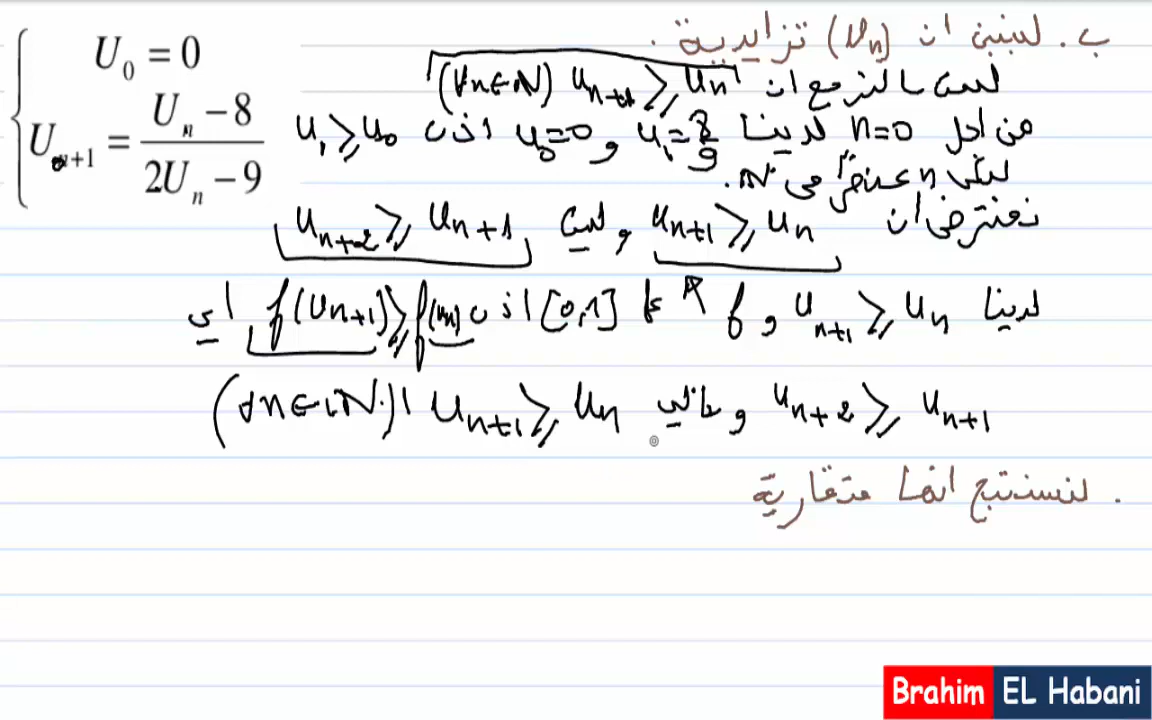 U_0 = 0
U_{n+1} = \frac{U_n - 8}{2U_n - 9}
ب. لنبين ان (U_n) تزايدية .
لنبين بالترجع ان (∀n∈ℕ) u_{n+1} ⩾ u_n
من اجل n=0 لدينا u_1 = 8/9 و u_0 = 0 اذن u_1 ⩾ u_0
ليكن n عنصرا من ℕ.
نفترض ان u_{n+1} ⩾ u_n و لنبين u_{n+2} ⩾ u_{n+1}
لدينا u_{n+1} ⩾ u_n و f ↗ على [0,1] اذن f(u_{n+1}) ⩾ f(u_n) اي
u_{n+2} ⩾ u_{n+1} و بالتالي (∀n∈ℕ) u_{n+1} ⩾ u_n
. لنستنتج انها متقاربة
Brahim EL Habani